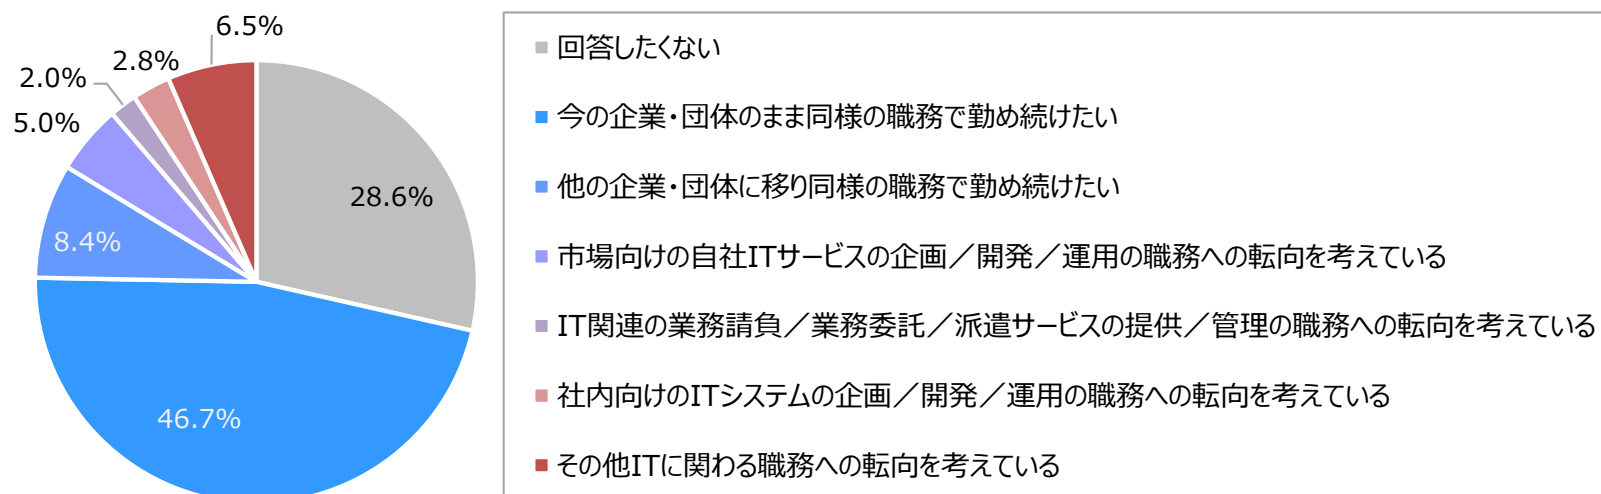 6.5%
2.8%
2.0%
5.0%
28.6%
8.4%
46.7%
回答したくない
今の企業・団体のまま同様の職務で勤め続けたい
他の企業・団体に移り同様の職務で勤め続けたい
市場向けの自社ITサービスの企画／開発／運用の職務への転向を考えている
IT関連の業務請負／業務委託／派遣サービスの提供／管理の職務への転向を考えている
社内向けのITシステムの企画／開発／運用の職務への転向を考えている
その他ITに関わる職務への転向を考えている